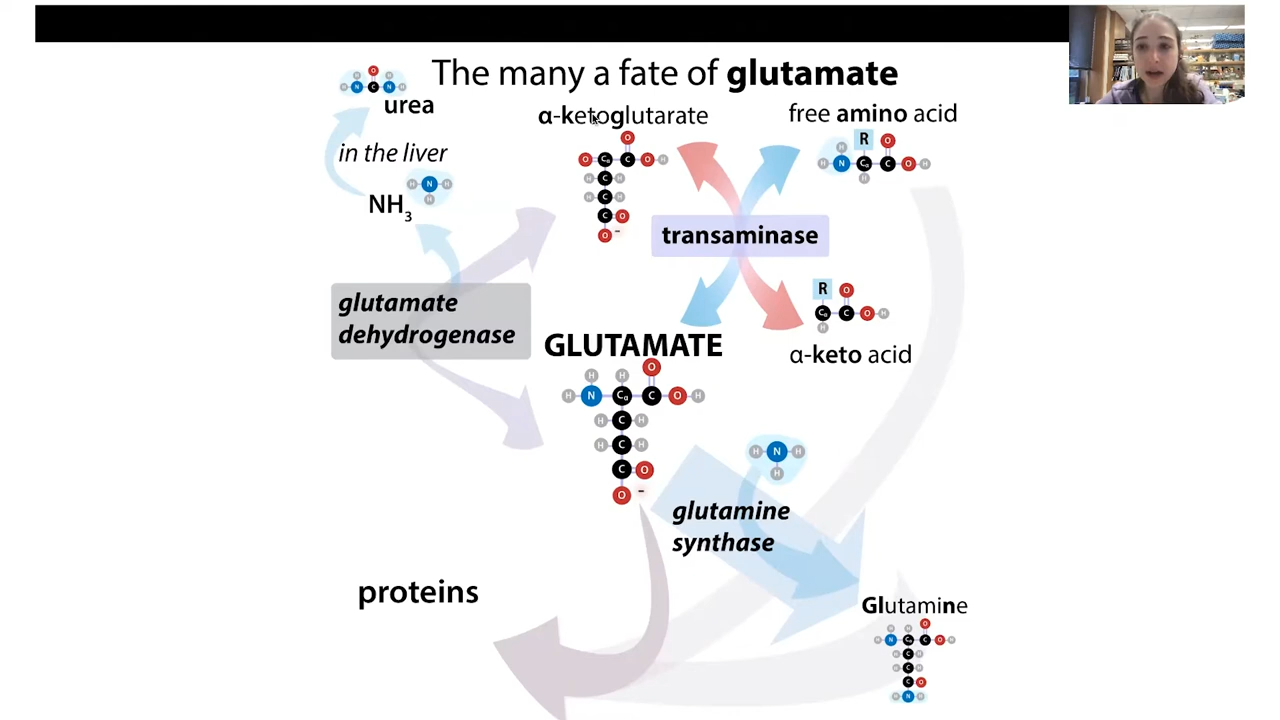 The many a fate of glutamate
urea
α-ketoglutarate
free amino acid
in the liver
NH3
transaminase
glutamate
dehydrogenase
GLUTAMATE
α-keto acid
glutamine
synthase
proteins
Glutamine